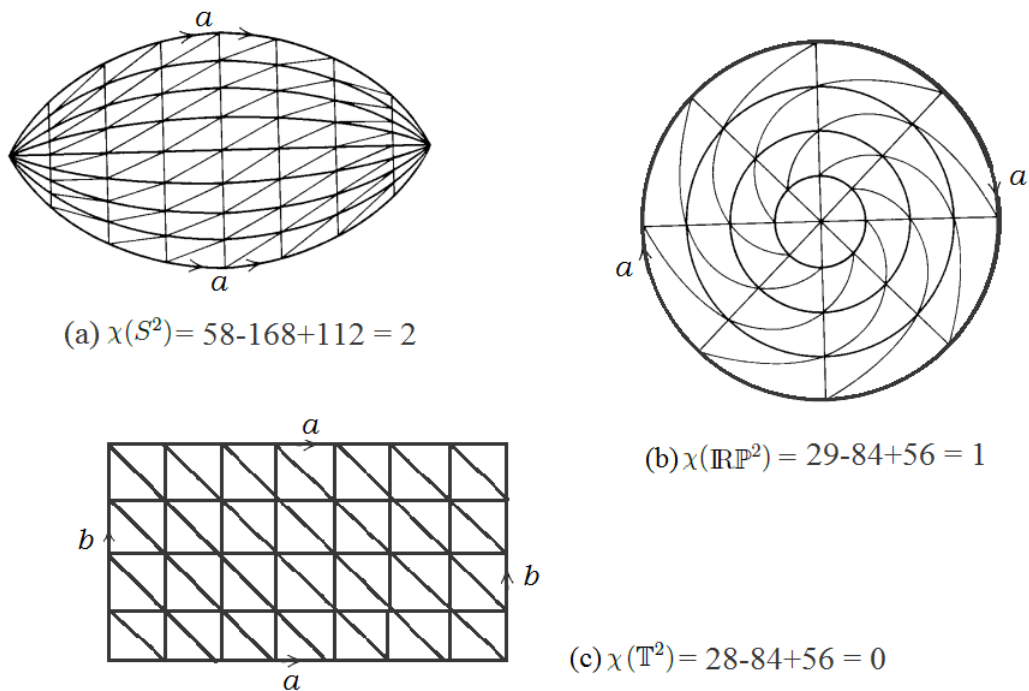 a
a
(a) χ(S²) = 58-168+112 = 2
a
a
(b) χ(ℝℙ²) = 29-84+56 = 1
a
b
b
a
(c) χ(𝕋²) = 28-84+56 = 0